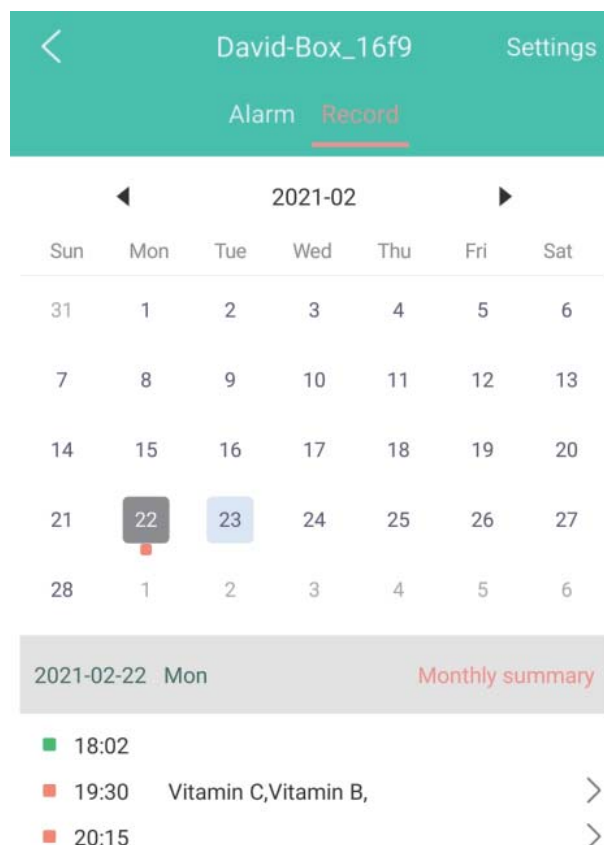 David-Box_16f9 Settings
Alarm Record
2021-02
Sun Mon Tue Wed Thu Fri Sat
31 1 2 3 4 5 6
7 8 9 10 11 12 13
14 15 16 17 18 19 20
21 22 23 24 25 26 27
28 1 2 3 4 5 6
2021-02-22 Mon Monthly summary
18:02
19:30 Vitamin C,Vitamin B,
20:15